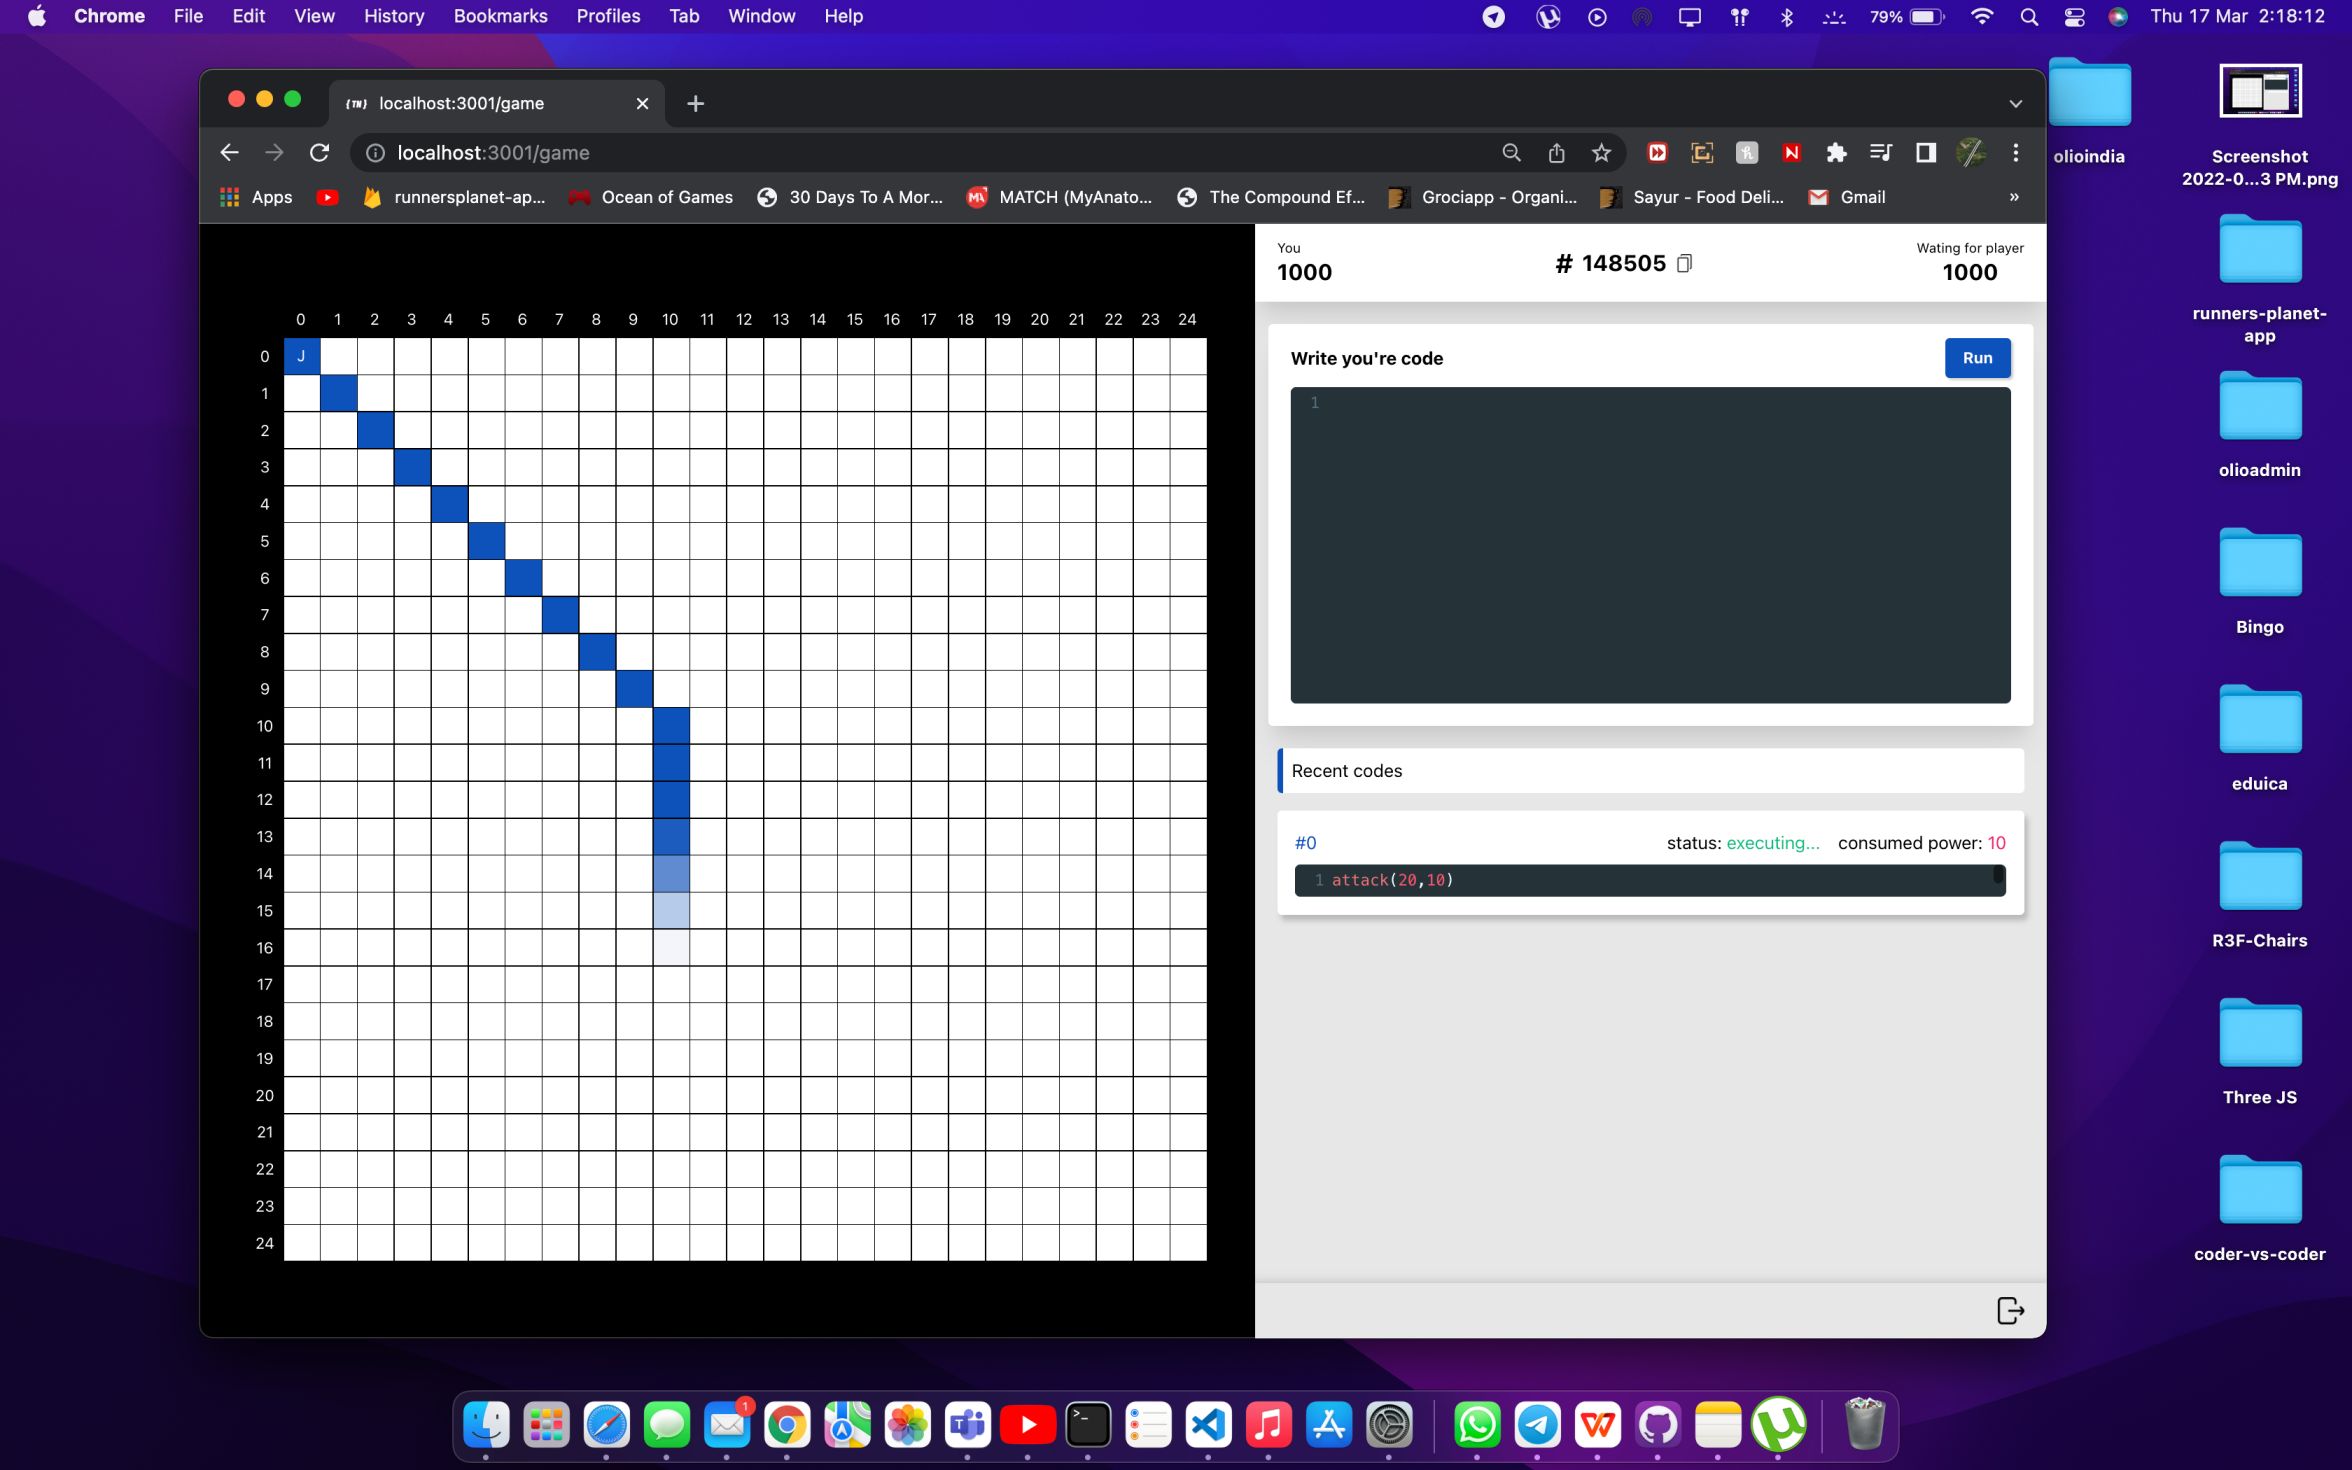 Chrome File Edit View History Bookmarks Profiles Tab Window Help 79% Thu 17 Mar 2:18:12
{TN} localhost:3001/game
localhost:3001/game
Apps runnersplanet-ap... Ocean of Games 30 Days To A Mor... MATCH (MyAnato... The Compound Ef... Grociapp - Organi... Sayur - Food Deli... Gmail »
0 1 2 3 4 5 6 7 8 9 10 11 12 13 14 15 16 17 18 19 20 21 22 23 24
0 J
1
2
3
4
5
6
7
8
9
10
11
12
13
14
15
16
17
18
19
20
21
22
23
24
You
1000
# 148505
Wating for player
1000
Write you're code
Run
1
Recent codes
#0 status: executing... consumed power: 10
1 attack(20,10)
olioindia
Screenshot
2022-0...3 PM.png
runners-planet-
app
olioadmin
Bingo
eduica
R3F-Chairs
Three JS
coder-vs-coder
1